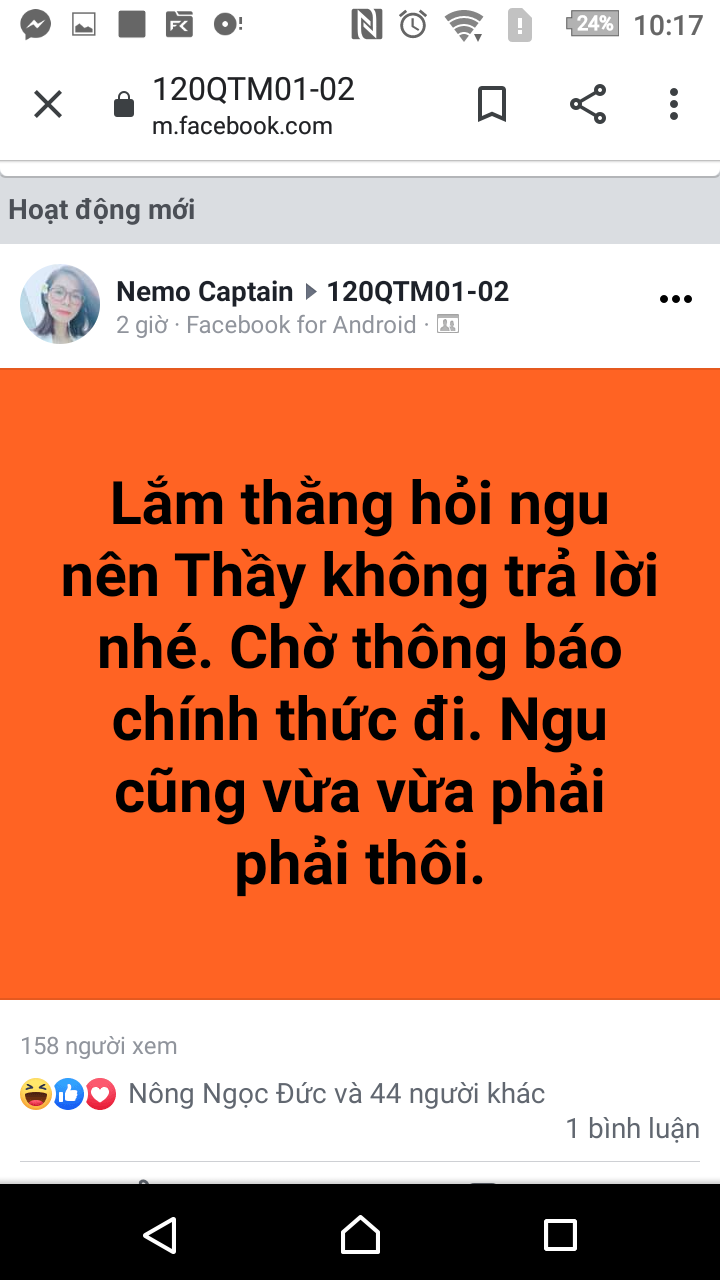 24% 10:17
120QTM01-02
m.facebook.com
Hoạt động mới
Nemo Captain 120QTM01-02
2 giờ · Facebook for Android ·
Lắm thằng hỏi ngu
nên Thầy không trả lời
nhé. Chờ thông báo
chính thức đi. Ngu
cũng vừa vừa phải
phải thôi.
158 người xem
Nông Ngọc Đức và 44 người khác
1 bình luận